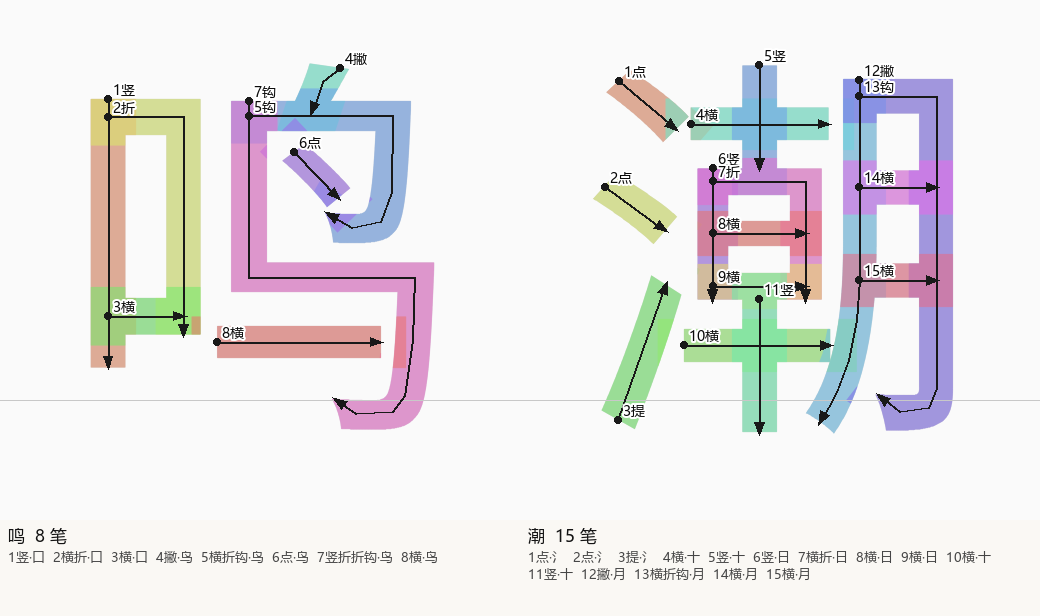 1竖
2折
3横
4撇
7钩
5钩
6点
8横
1点
2点
3提
4横
5竖
6竖
7折
8横
9横
10横
11竖
12撇
13钩
14横
15横
鸣 8 笔
1竖·口 2横折·口 3横·口 4撇·鸟 5横折钩·鸟 6点·鸟 7竖折折钩·鸟 8横·鸟
潮 15 笔
1点·氵 2点·氵 3提·氵 4横·十 5竖·十 6竖·日 7横折·日 8横·日 9横·日 10横·十
11竖·十 12撇·月 13横折钩·月 14横·月 15横·月